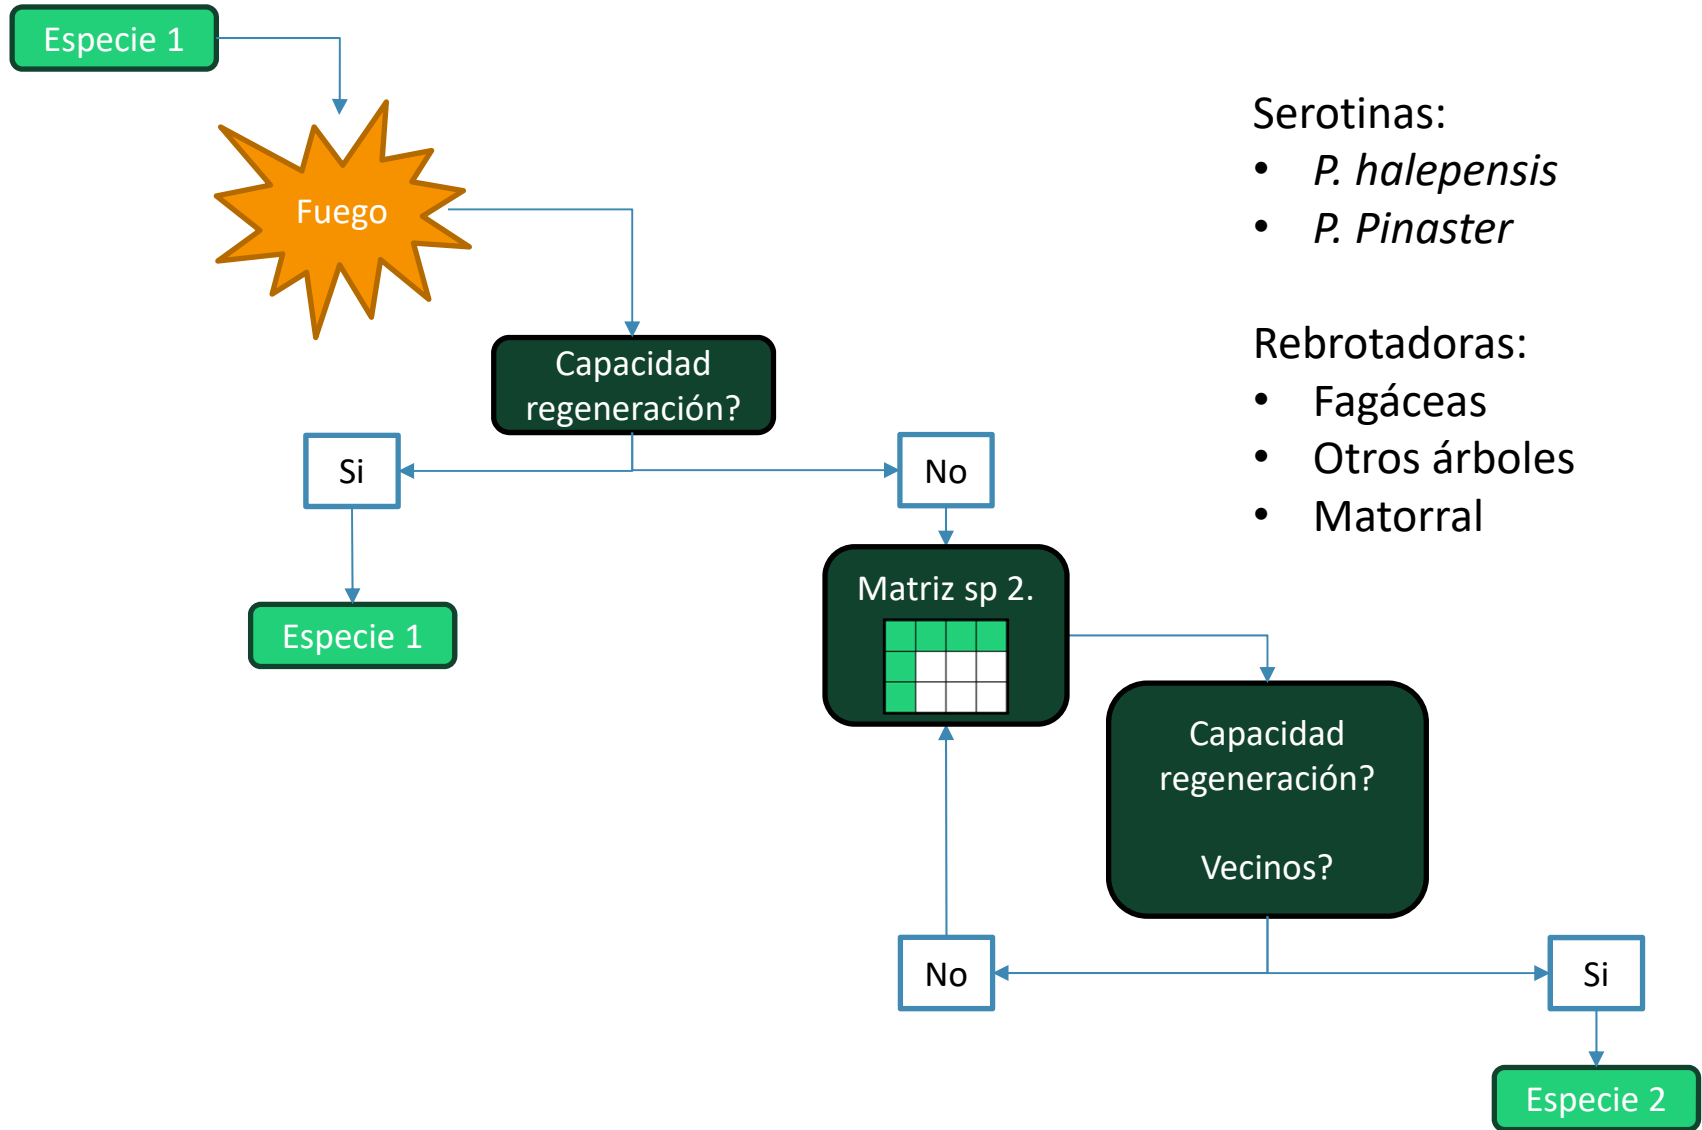 Especie 1
Fuego
Serotinas:
• P. halepensis
• P. Pinaster
Rebrotadoras:
• Fagáceas
• Otros árboles
• Matorral
Capacidad
regeneración?
Si
No
Especie 1
Matriz sp 2.
Capacidad
regeneración?
Vecinos?
No
Si
Especie 2